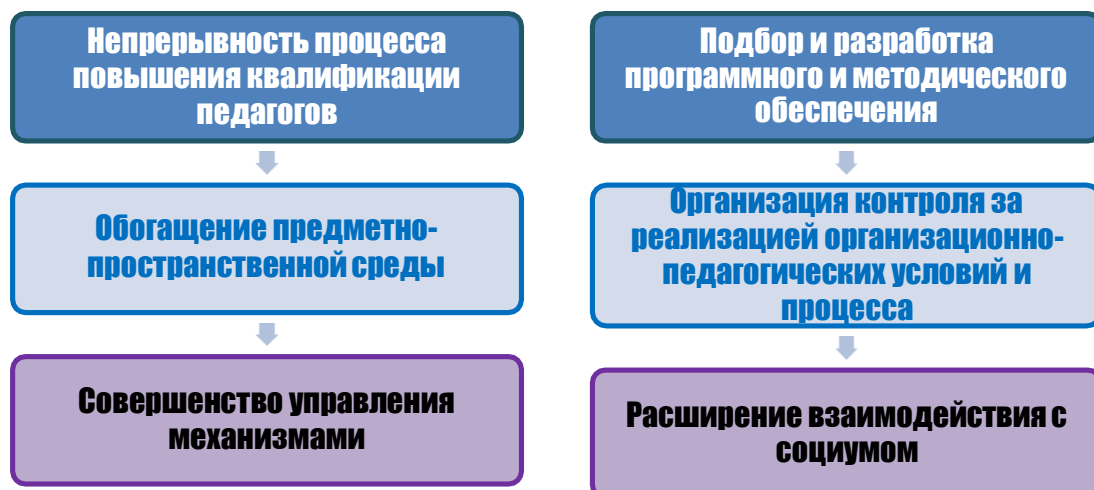 Непрерывность процесса
повышения квалификации
педагогов
Обогащение предметно-
пространственной среды
Совершенство управления
механизмами
Подбор и разработка
программного и методического
обеспечения
Организация контроля за
реализацией организационно-
педагогических условий и
процесса
Расширение взаимодействия с
социумом